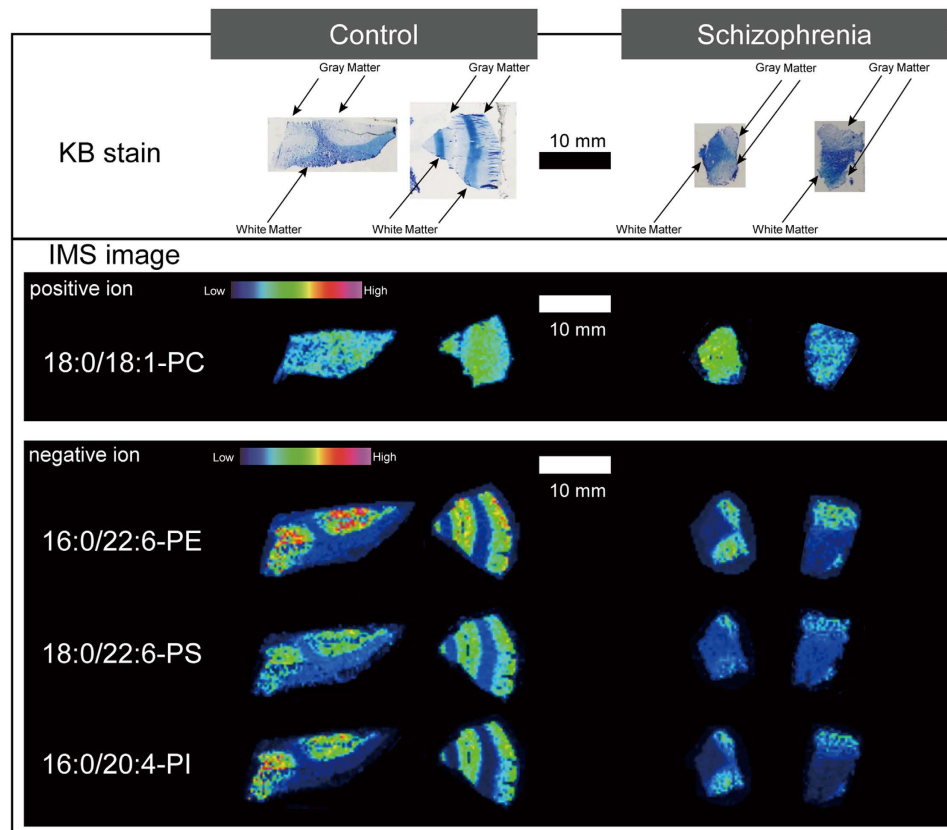 Control
Schizophrenia
Gray Matter
Gray Matter
Gray Matter
Gray Matter
KB stain
10 mm
White Matter
White Matter
White Matter
White Matter
IMS image
positive ion
Low
High
10 mm
18:0/18:1-PC
negative ion
Low
High
10 mm
16:0/22:6-PE
18:0/22:6-PS
16:0/20:4-PI